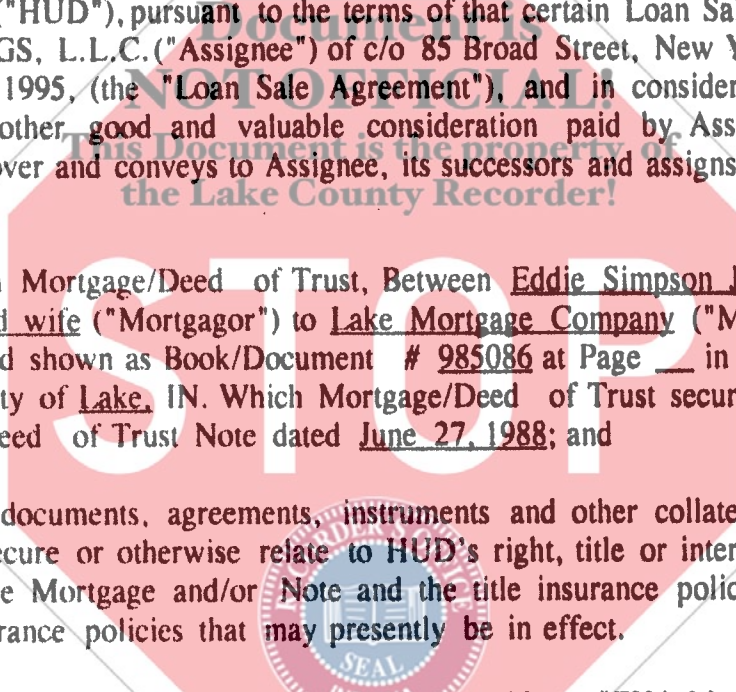 ("HUD"), pursuant to the terms of that certain Loan Sa
GS, L.L.C. ("Assignee") of c/o 85 Broad Street, New Y
1995, (the "Loan Sale Agreement"), and in consider
other good and valuable consideration paid by Ass
over and conveys to Assignee, its successors and assigns
Document is
NOT OFFICIAL!
This Document is the property of
the Lake County Recorder!
Mortgage/Deed of Trust, Between Eddie Simpson J
d wife ("Mortgagor") to Lake Mortgage Company ("M
d shown as Book/Document # 985086 at Page __ in
ty of Lake, IN. Which Mortgage/Deed of Trust secur
eed of Trust Note dated June 27, 1988; and
STOP
documents, agreements, instruments and other collate
ecure or otherwise relate to HUD's right, title or inter
e Mortgage and/or Note and the title insurance polic
rance policies that may presently be in effect.
SEAL